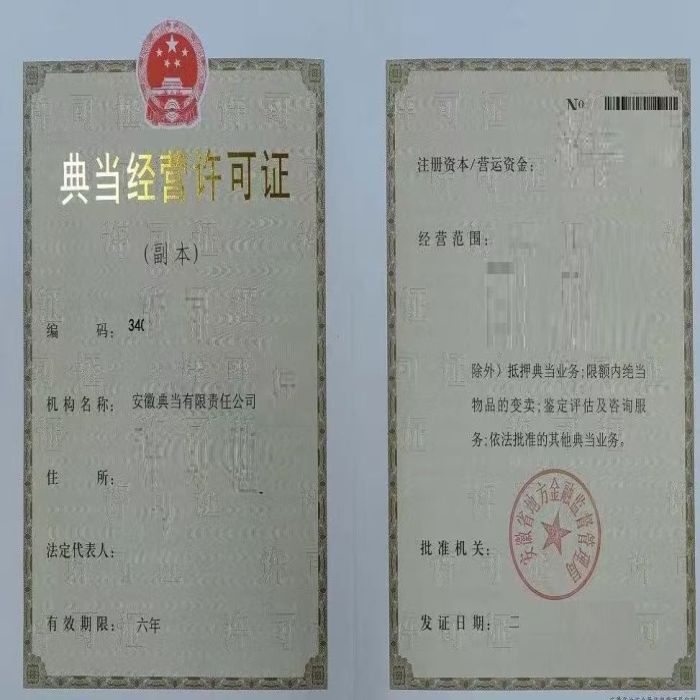 典当经营许可证
（副本）
编 码：340
机构名称：安徽典当有限责任公司
住 所：
法定代表人：
有效期限：六年
No
注册资本/营运资金：
经营范围：
除外）抵押典当业务;限额内绝当
物品的变卖;鉴定评估及咨询服
务;依法批准的其他典当业务。
批准机关：
安徽省地方金融监督管理局
发证日期：二